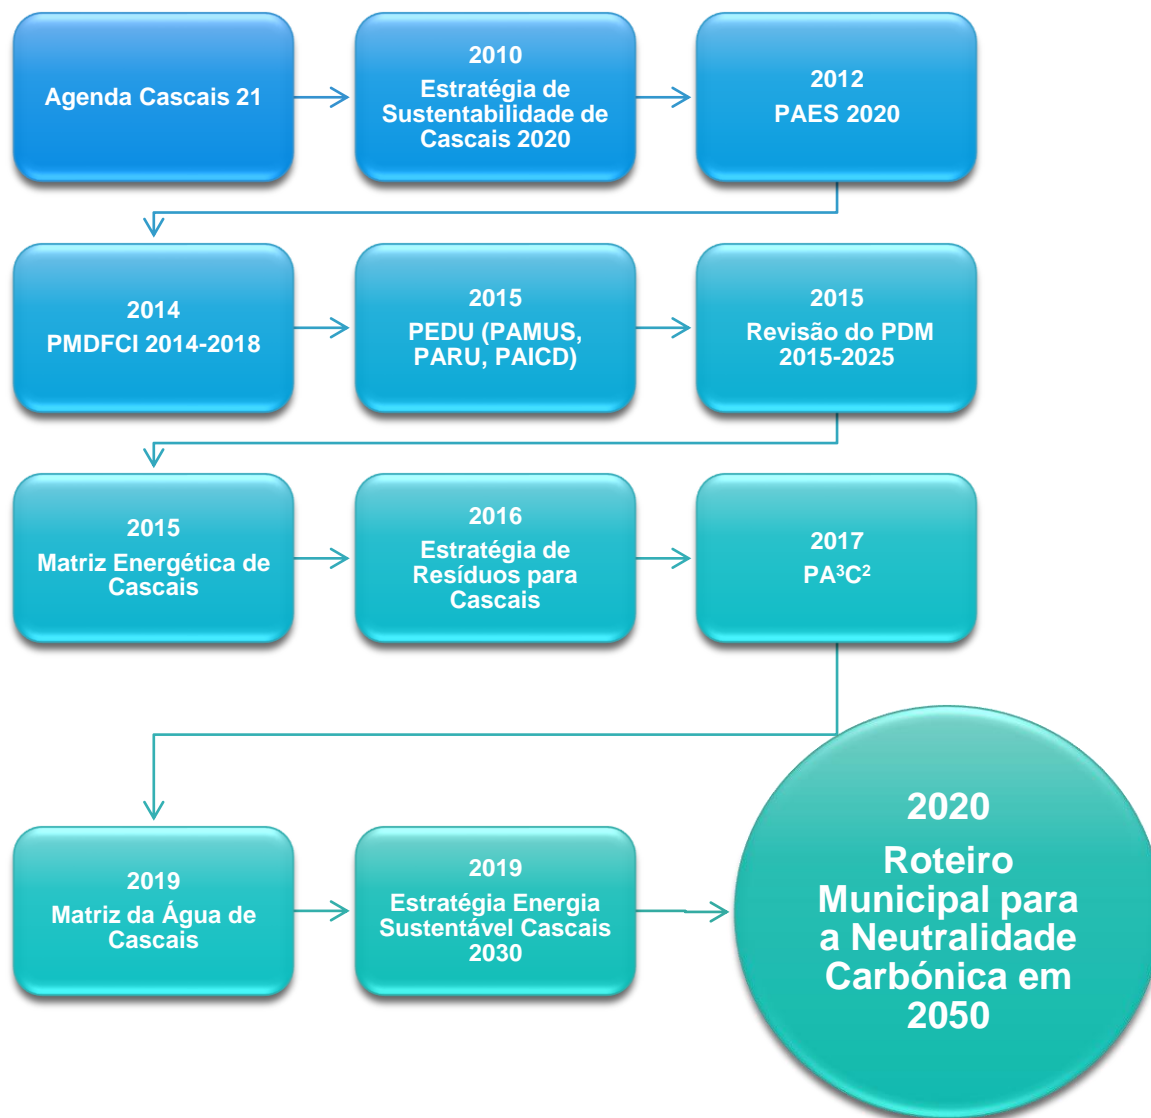 Agenda Cascais 21
2010
Estratégia de
Sustentabilidade de
Cascais 2020
2012
PAES 2020
2014
PMDFCI 2014-2018
2015
PEDU (PAMUS,
PARU, PAICD)
2015
Revisão do PDM
2015-2025
2015
Matriz Energética de
Cascais
2016
Estratégia de
Resíduos para
Cascais
2017
PA³C²
2019
Matriz da Água de
Cascais
2019
Estratégia Energia
Sustentável Cascais
2030
2020
Roteiro
Municipal para
a Neutralidade
Carbónica em
2050